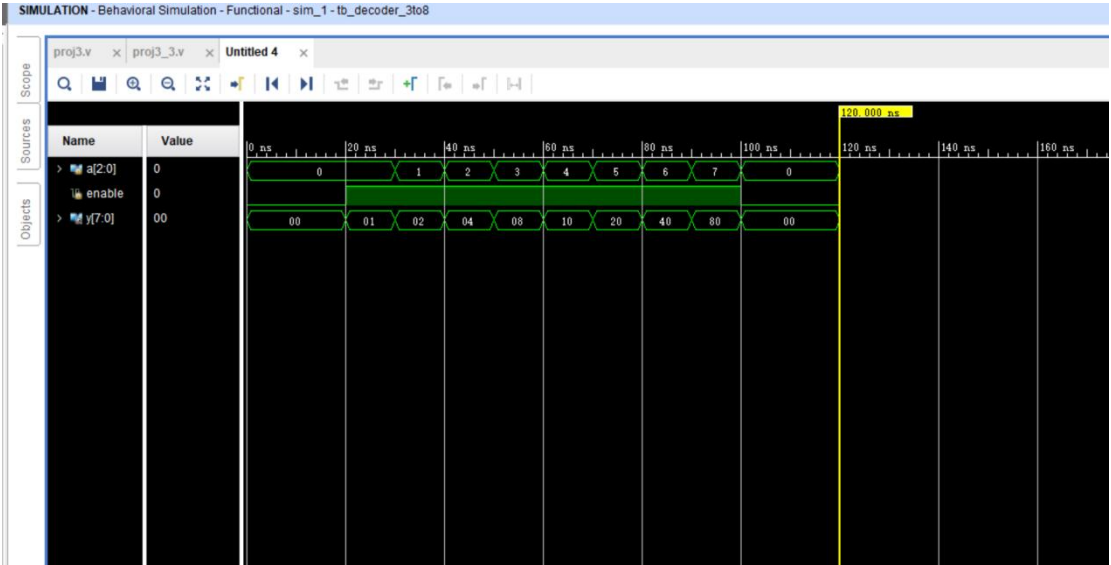 SIMULATION - Behavioral Simulation - Functional - sim_1 - tb_decoder_3to8
proj3.v × proj3_3.v × Untitled 4 ×
Scope
Sources
Objects
120.000 ns
Name Value
0 ns 20 ns 40 ns 60 ns 80 ns 100 ns 120 ns 140 ns 160 ns
> a[2:0] 0 0 1 2 3 4 5 6 7 0
enable 0
> y[7:0] 00 00 01 02 04 08 10 20 40 80 00